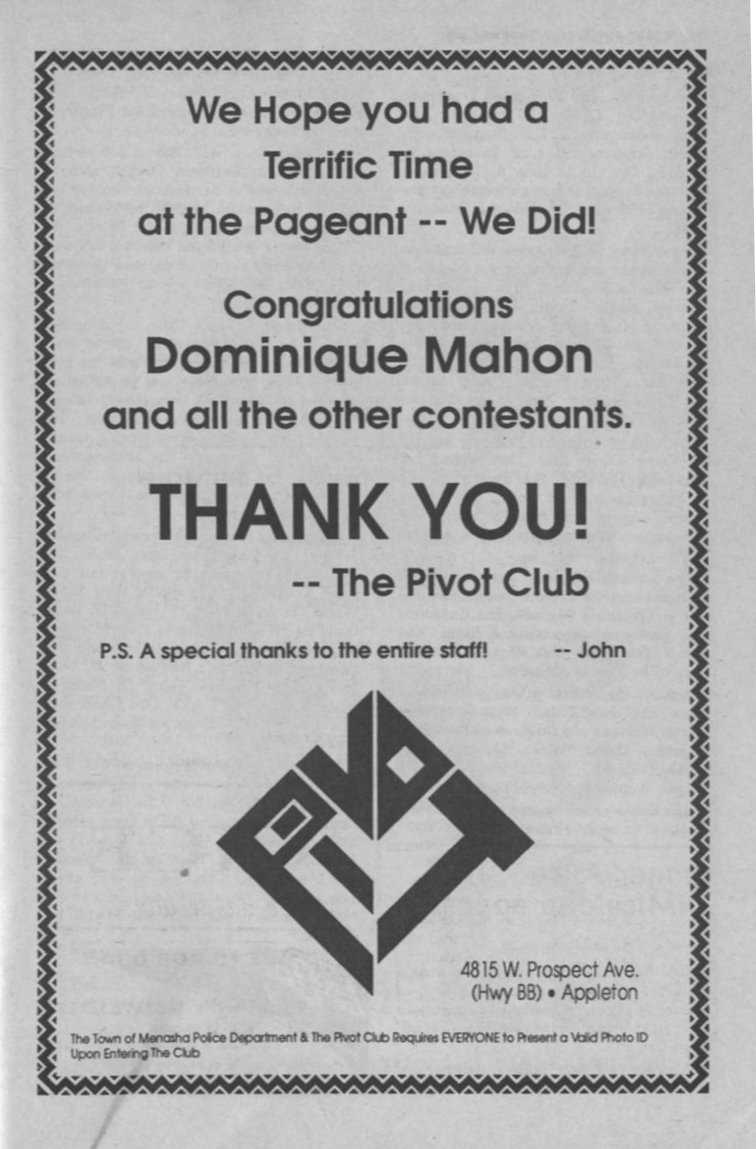 We Hope you had a
Terrific Time
at the Pageant -- We Did!
Congratulations
Dominique Mahon
and all the other contestants.
THANK YOU!
-- The Pivot Club
P.S. A special thanks to the entire staff! -- John
PIVOT
4815 W. Prospect Ave.
(Hwy BB) • Appleton
The Town of Menasha Police Department & The Pivot Club Requires EVERYONE to Present a Valid Photo ID
Upon Entering The Club